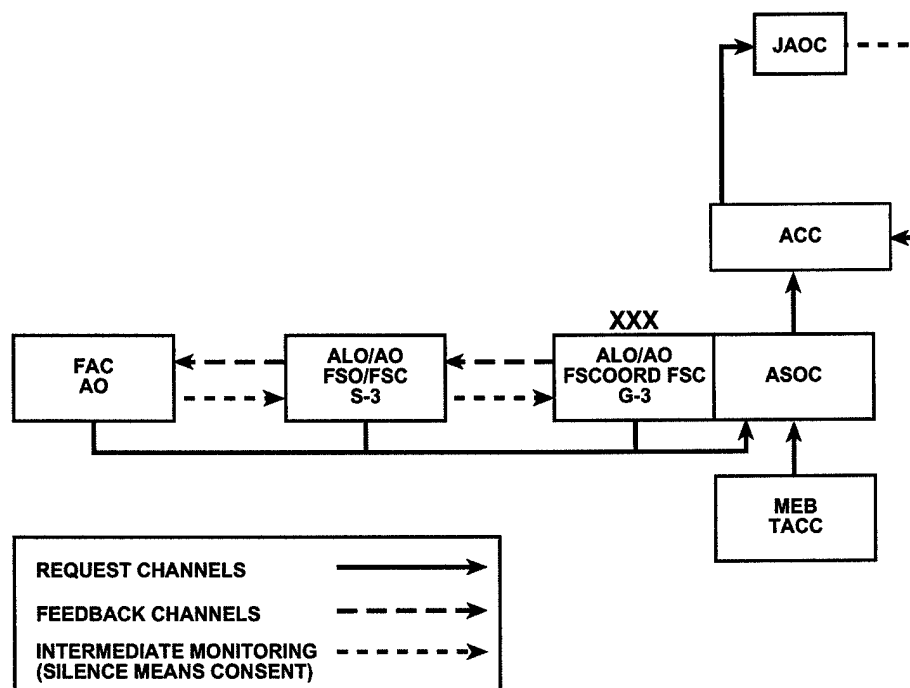 JAOC
ACC
XXX
FAC
AO
ALO/AO
FSO/FSC
S-3
ALO/AO
FSCOORD FSC
G-3
ASOC
MEB
TACC
REQUEST CHANNELS
FEEDBACK CHANNELS
INTERMEDIATE MONITORING
(SILENCE MEANS CONSENT)